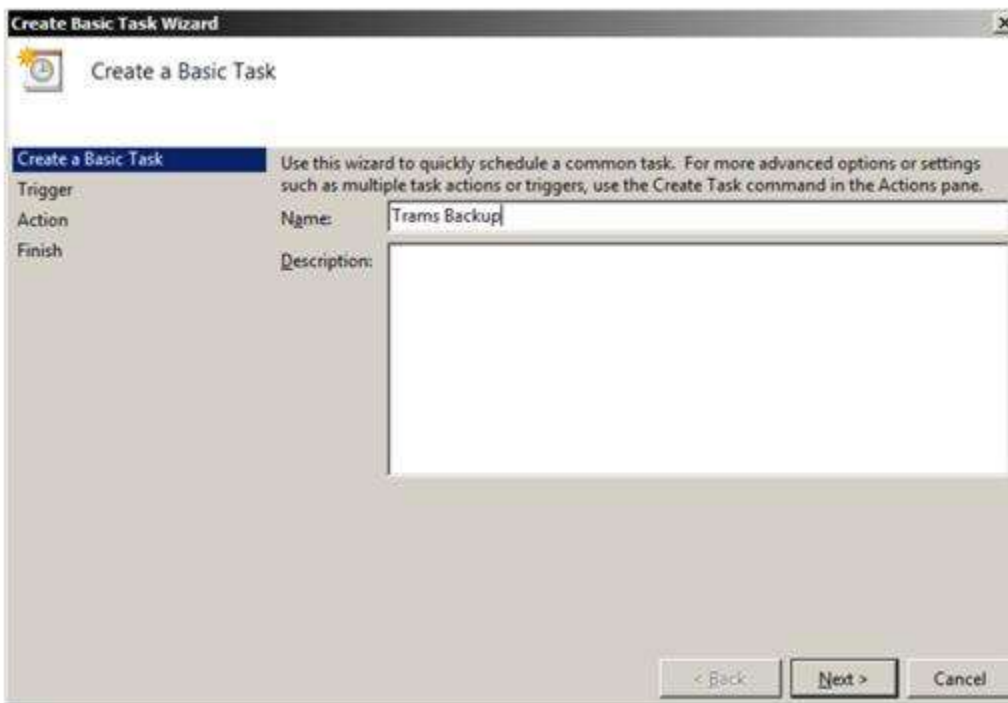 Create Basic Task Wizard
Create a Basic Task
Create a Basic Task
Trigger
Action
Finish
Use this wizard to quickly schedule a common task. For more advanced options or settings
such as multiple task actions or triggers, use the Create Task command in the Actions pane.
Name:
Trams Backup
Description:
< Back
Next >
Cancel